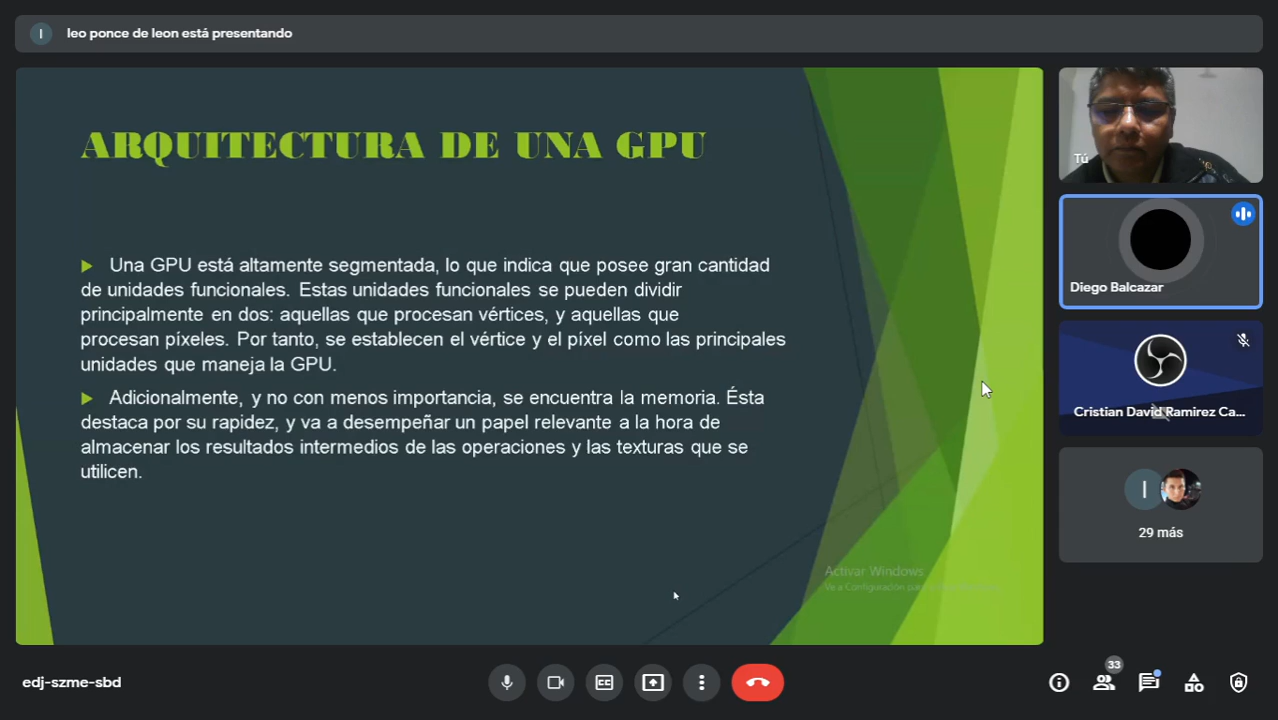 leo ponce de leon está presentando
ARQUITECTURA DE UNA GPU
Una GPU está altamente segmentada, lo que indica que posee gran cantidad
de unidades funcionales. Estas unidades funcionales se pueden dividir
principalmente en dos: aquellas que procesan vértices, y aquellas que
procesan píxeles. Por tanto, se establecen el vértice y el píxel como las principales
unidades que maneja la GPU.
Adicionalmente, y no con menos importancia, se encuentra la memoria. Ésta
destaca por su rapidez, y va a desempeñar un papel relevante a la hora de
almacenar los resultados intermedios de las operaciones y las texturas que se
utilicen.
Activar Windows
Ve a Configuración para
Tú
Diego Balcazar
Cristian David Ramirez Ca...
29 más
edj-szme-sbd
CC
33